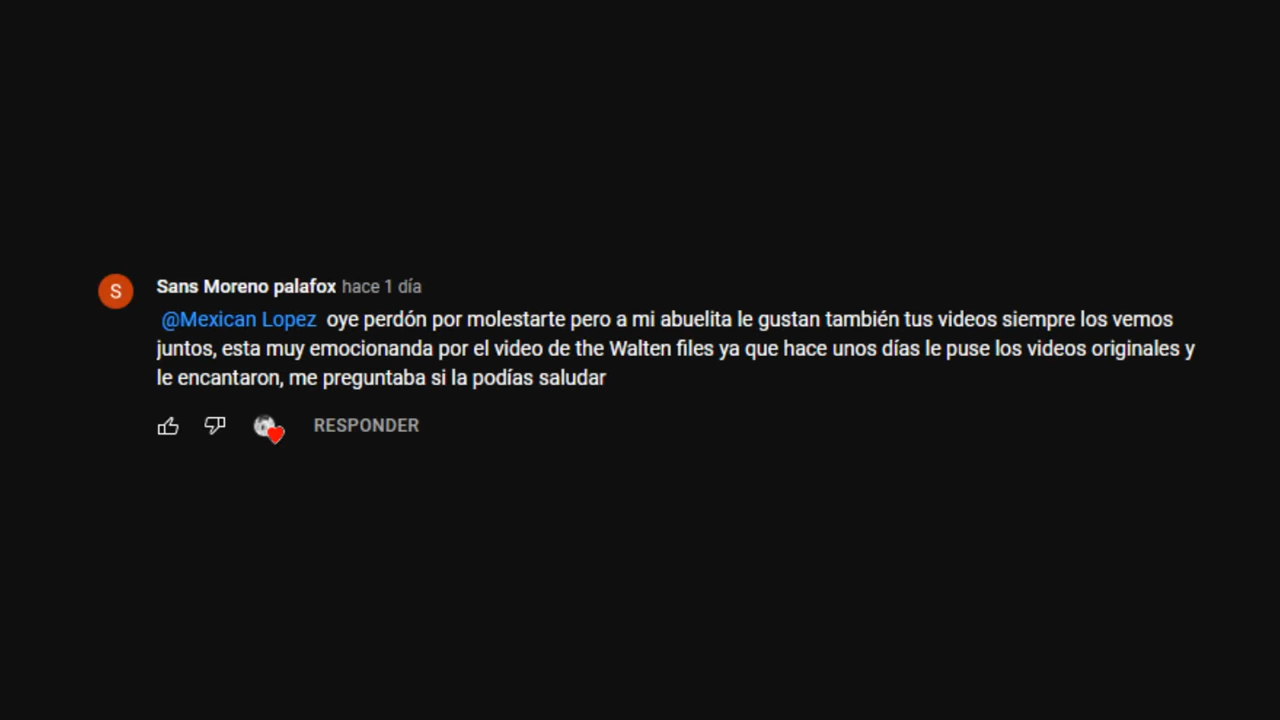 S
Sans Moreno palafox hace 1 día
@Mexican Lopez oye perdón por molestarte pero a mi abuelita le gustan también tus videos siempre los vemos
juntos, esta muy emocionanda por el video de the Walten files ya que hace unos días le puse los videos originales y
le encantaron, me preguntaba si la podías saludar
RESPONDER